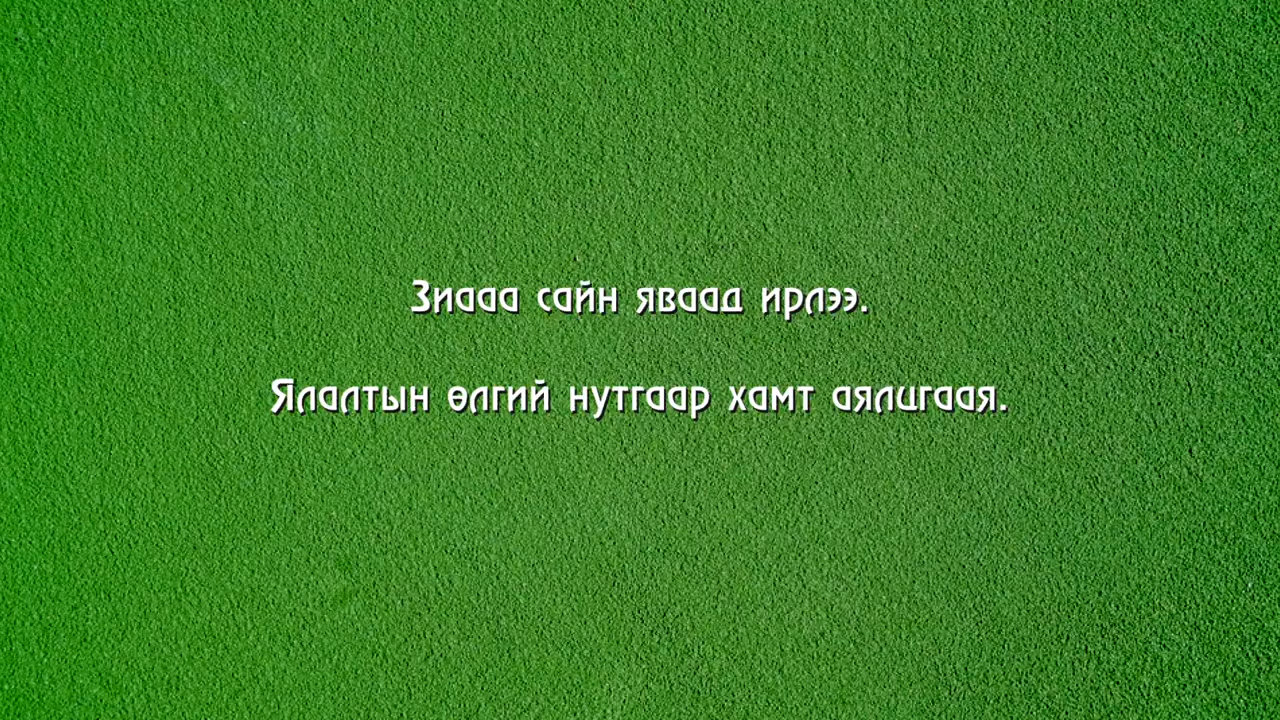 Зиааа сайн яваад ирлээ.
Ялалтын өлгий нутгаар хамт аялцгаая.